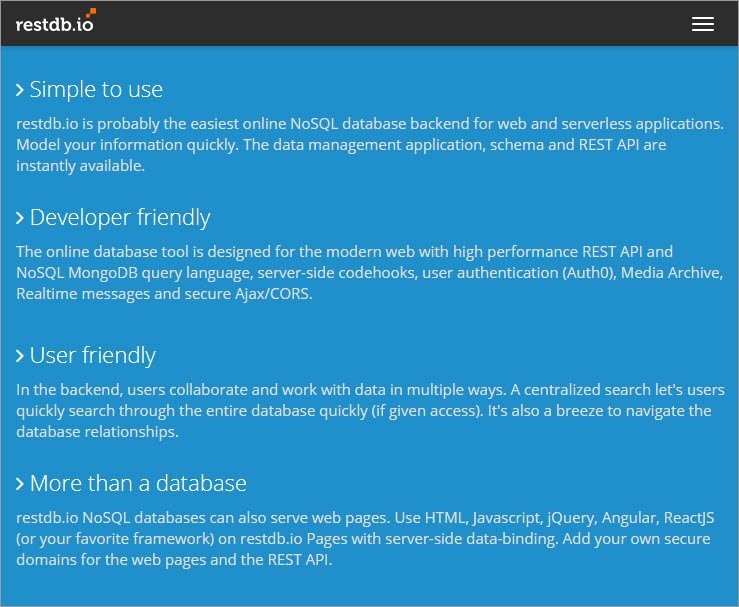 restdb.io
Simple to use
restdb.io is probably the easiest online NoSQL database backend for web and serverless applications.
Model your information quickly. The data management application, schema and REST API are
instantly available.
Developer friendly
The online database tool is designed for the modern web with high performance REST API and
NoSQL MongoDB query language, server-side codehooks, user authentication (Auth0), Media Archive,
Realtime messages and secure Ajax/CORS.
User friendly
In the backend, users collaborate and work with data in multiple ways. A centralized search let's users
quickly search through the entire database quickly (if given access). It's also a breeze to navigate the
database relationships.
More than a database
restdb.io NoSQL databases can also serve web pages. Use HTML, Javascript, jQuery, Angular, ReactJS
(or your favorite framework) on restdb.io Pages with server-side data-binding. Add your own secure
domains for the web pages and the REST API.